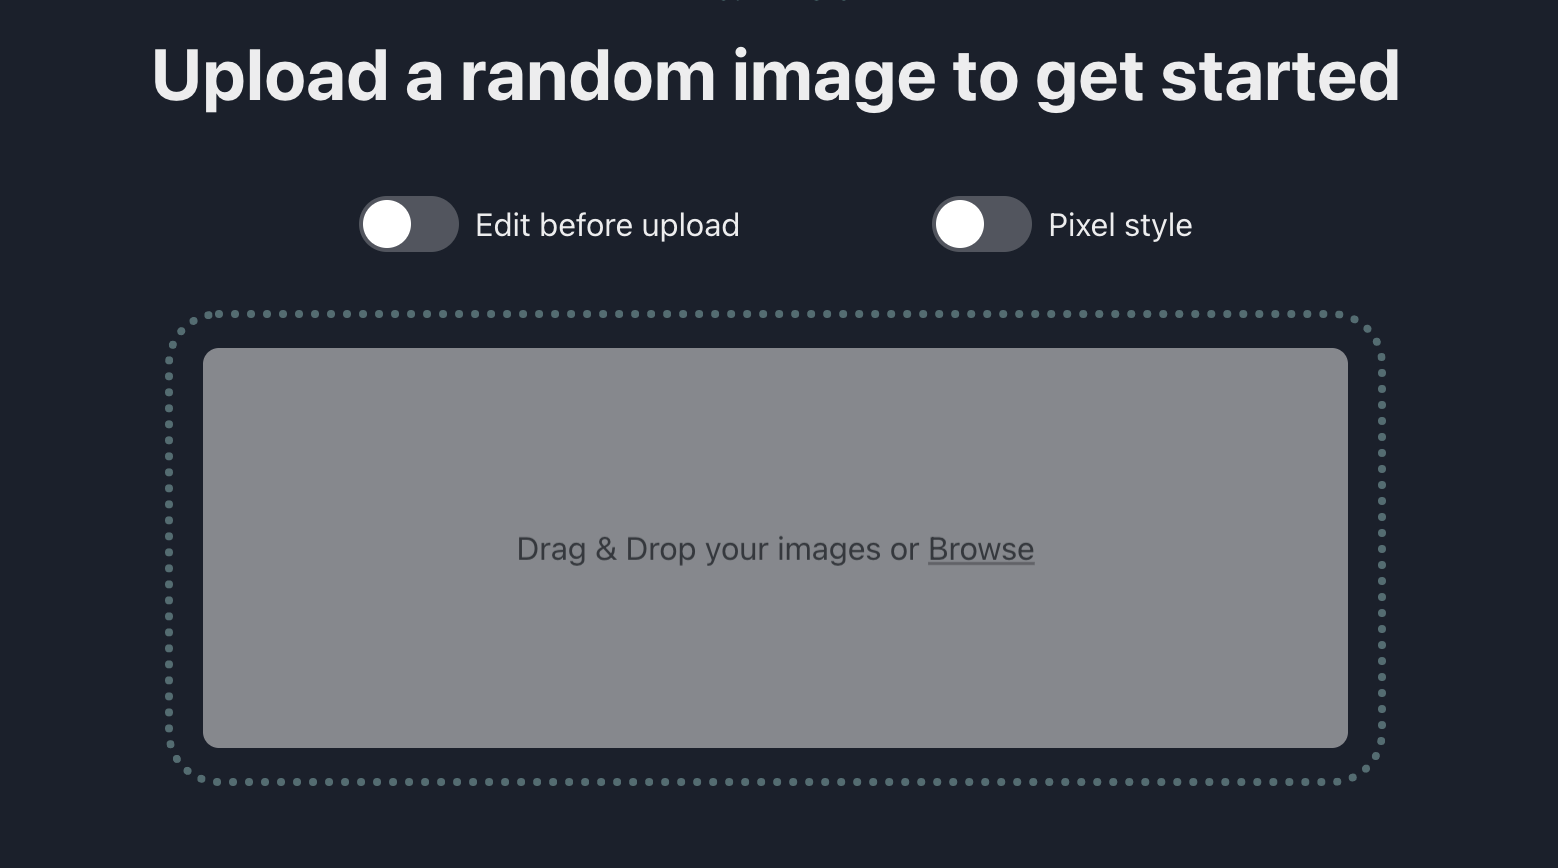 Upload a random image to get started
Edit before upload
Pixel style
Drag & Drop your images or Browse